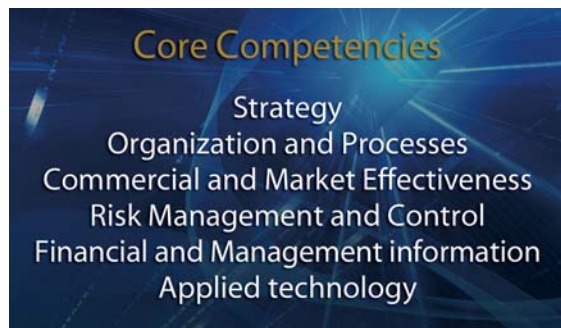 Core Competencies
Strategy
Organization and Processes
Commercial and Market Effectiveness
Risk Management and Control
Financial and Management information
Applied technology